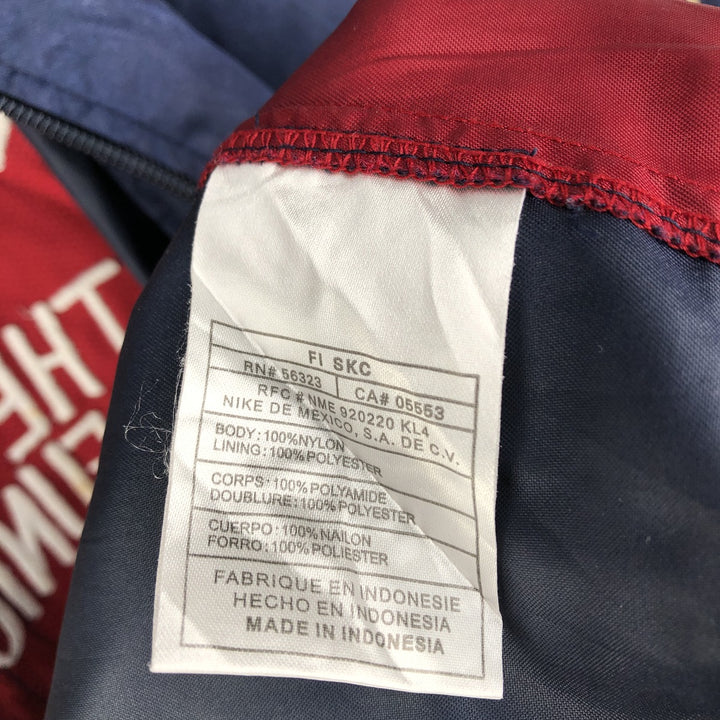 FI SKC
RN# 56323 CA# 05553
RFC # NME 920220 KL4
NIKE DE MEXICO, S.A. DE C.V.
BODY:100%NYLON
LINING:100%POLYESTER
CORPS:100%POLYAMIDE
DOUBLURE:100%POLYESTER
CUERPO:100%NAILON
FORRO:100%POLIESTER
FABRIQUE EN INDONESIE
HECHO EN INDONESIA
MADE IN INDONESIA